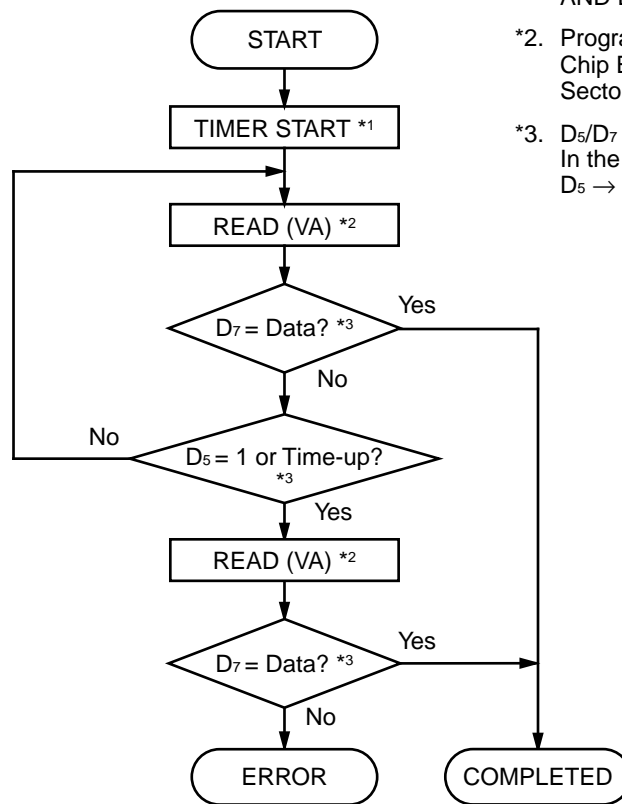 AND
*2. Progra
Chip E
Secto
*3. D₅/D₇
In the
D₅ →
START
TIMER START *1
READ (VA) *2
D₇ = Data? *3
Yes
No
D₅ = 1 or Time-up?
*3
No
Yes
READ (VA) *2
D₇ = Data? *3
Yes
No
ERROR
COMPLETED